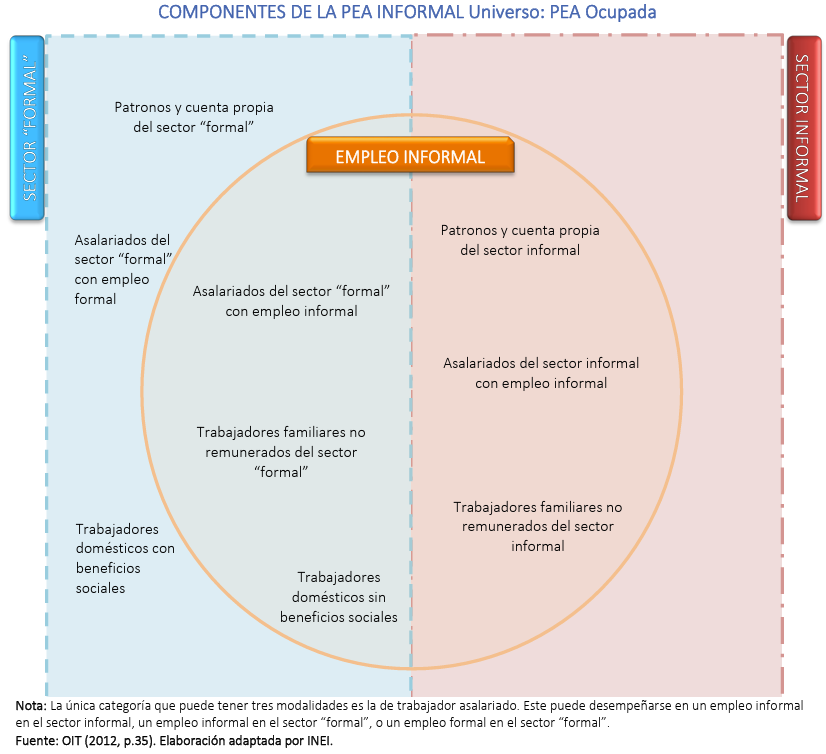 COMPONENTES DE LA PEA INFORMAL Universo: PEA Ocupada
SECTOR “FORMAL”
SECTOR INFORMAL
Patronos y cuenta propia
del sector “formal”
EMPLEO INFORMAL
Patronos y cuenta propia
del sector informal
Asalariados del
sector “formal”
con empleo
formal
Asalariados del sector “formal”
con empleo informal
Asalariados del sector informal
con empleo informal
Trabajadores familiares no
remunerados del sector
“formal”
Trabajadores familiares no
remunerados del sector
informal
Trabajadores
domésticos con
beneficios
sociales
Trabajadores
domésticos sin
beneficios sociales
Nota: La única categoría que puede tener tres modalidades es la de trabajador asalariado. Este puede desempeñarse en un empleo informal
en el sector informal, un empleo informal en el sector “formal”, o un empleo formal en el sector “formal”.
Fuente: OIT (2012, p.35). Elaboración adaptada por INEI.